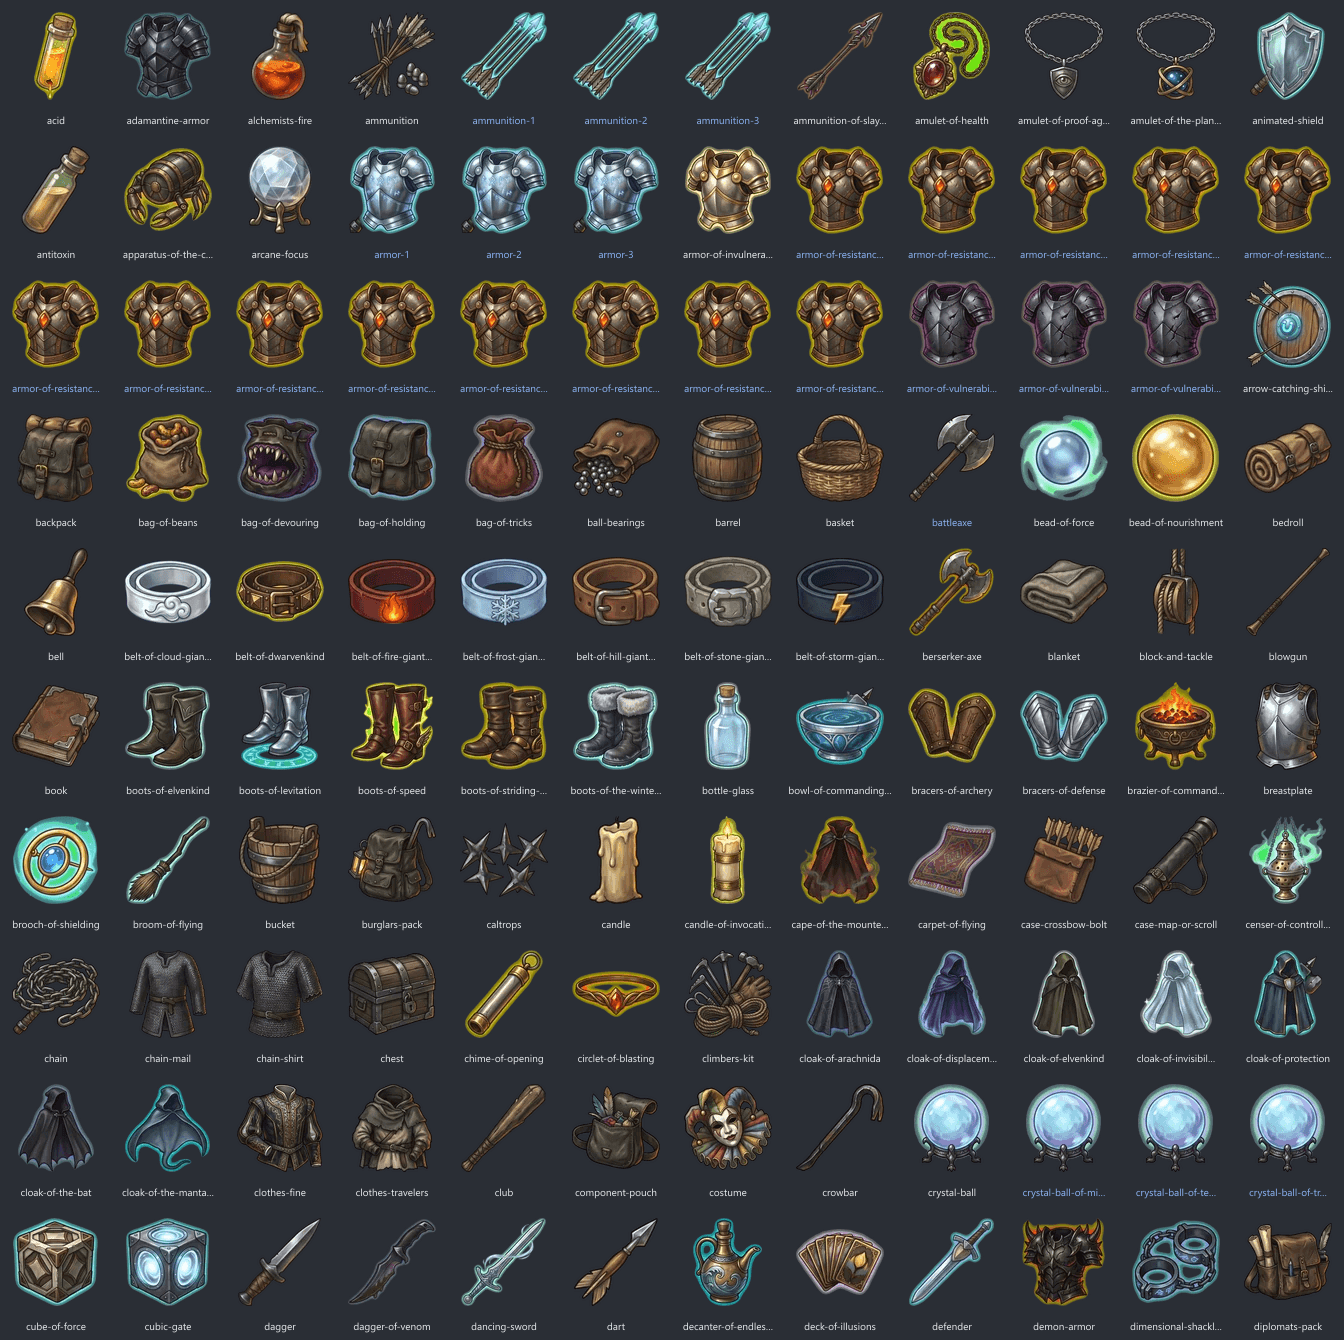 acid
adamantine-armor
alchemists-fire
ammunition
ammunition-1
ammunition-2
ammunition-3
ammunition-of-slay...
amulet-of-health
amulet-of-proof-ag...
amulet-of-the-plan...
animated-shield
antitoxin
apparatus-of-the-c...
arcane-focus
armor-1
armor-2
armor-3
armor-of-invulnera...
armor-of-resistanc...
armor-of-resistanc...
armor-of-resistanc...
armor-of-resistanc...
armor-of-resistanc...
armor-of-resistanc...
armor-of-resistanc...
armor-of-resistanc...
armor-of-resistanc...
armor-of-resistanc...
armor-of-resistanc...
armor-of-resistanc...
armor-of-resistanc...
armor-of-vulnerabi...
armor-of-vulnerabi...
armor-of-vulnerabi...
arrow-catching-shi...
backpack
bag-of-beans
bag-of-devouring
bag-of-holding
bag-of-tricks
ball-bearings
barrel
basket
battleaxe
bead-of-force
bead-of-nourishment
bedroll
bell
belt-of-cloud-gian...
belt-of-dwarvenkind
belt-of-fire-giant...
belt-of-frost-gian...
belt-of-hill-giant...
belt-of-stone-gian...
belt-of-storm-gian...
berserker-axe
blanket
block-and-tackle
blowgun
book
boots-of-elvenkind
boots-of-levitation
boots-of-speed
boots-of-striding-...
boots-of-the-winte...
bottle-glass
bowl-of-commanding...
bracers-of-archery
bracers-of-defense
brazier-of-command...
breastplate
brooch-of-shielding
broom-of-flying
bucket
burglars-pack
caltrops
candle
candle-of-invocati...
cape-of-the-mounte...
carpet-of-flying
case-crossbow-bolt
case-map-or-scroll
censer-of-controll...
chain
chain-mail
chain-shirt
chest
chime-of-opening
circlet-of-blasting
climbers-kit
cloak-of-arachnida
cloak-of-displacem...
cloak-of-elvenkind
cloak-of-invisibil...
cloak-of-protection
cloak-of-the-bat
cloak-of-the-manta...
clothes-fine
clothes-travelers
club
component-pouch
costume
crowbar
crystal-ball
crystal-ball-of-mi...
crystal-ball-of-te...
crystal-ball-of-tr...
cube-of-force
cubic-gate
dagger
dagger-of-venom
dancing-sword
dart
decanter-of-endles...
deck-of-illusions
defender
demon-armor
dimensional-shackl...
diplomats-pack